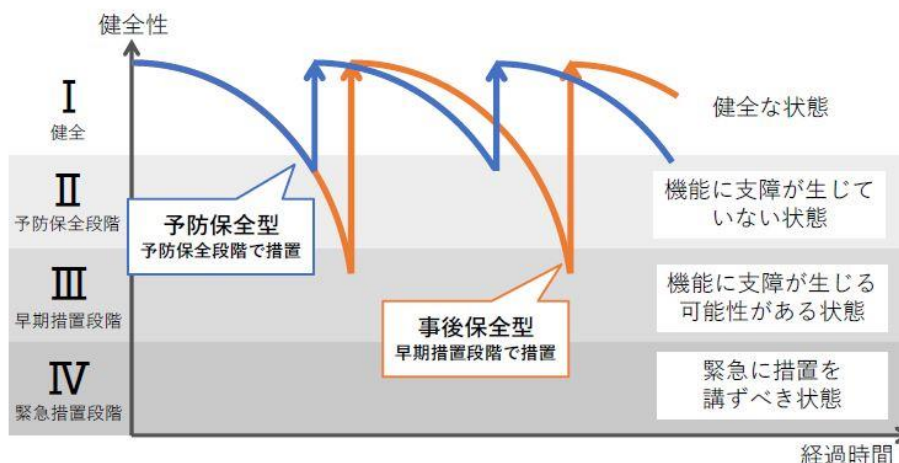 健全性
Ⅰ
健全
健全な状態
Ⅱ
予防保全段階
予防保全型
予防保全段階で措置
機能に支障が生じて
いない状態
Ⅲ
早期措置段階
事後保全型
早期措置段階で措置
機能に支障が生じる
可能性がある状態
Ⅳ
緊急措置段階
緊急に措置を
講ずべき状態
経過時間